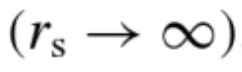 (rₛ → ∞)